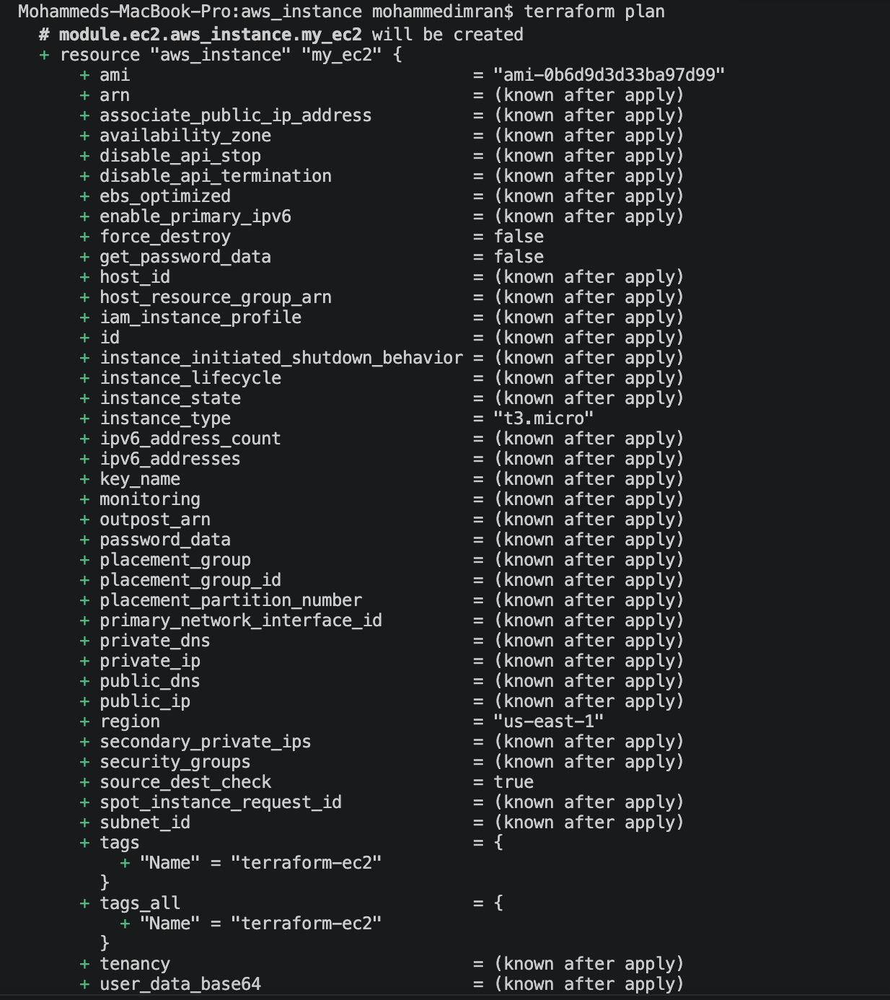 Mohammeds-MacBook-Pro:aws_instance mohammedimran$ terraform plan
# module.ec2.aws_instance.my_ec2 will be created
+ resource "aws_instance" "my_ec2" {
+ ami = "ami-0b6d9d3d33ba97d99"
+ arn = (known after apply)
+ associate_public_ip_address = (known after apply)
+ availability_zone = (known after apply)
+ disable_api_stop = (known after apply)
+ disable_api_termination = (known after apply)
+ ebs_optimized = (known after apply)
+ enable_primary_ipv6 = (known after apply)
+ force_destroy = false
+ get_password_data = false
+ host_id = (known after apply)
+ host_resource_group_arn = (known after apply)
+ iam_instance_profile = (known after apply)
+ id = (known after apply)
+ instance_initiated_shutdown_behavior = (known after apply)
+ instance_lifecycle = (known after apply)
+ instance_state = (known after apply)
+ instance_type = "t3.micro"
+ ipv6_address_count = (known after apply)
+ ipv6_addresses = (known after apply)
+ key_name = (known after apply)
+ monitoring = (known after apply)
+ outpost_arn = (known after apply)
+ password_data = (known after apply)
+ placement_group = (known after apply)
+ placement_group_id = (known after apply)
+ placement_partition_number = (known after apply)
+ primary_network_interface_id = (known after apply)
+ private_dns = (known after apply)
+ private_ip = (known after apply)
+ public_dns = (known after apply)
+ public_ip = (known after apply)
+ region = "us-east-1"
+ secondary_private_ips = (known after apply)
+ security_groups = (known after apply)
+ source_dest_check = true
+ spot_instance_request_id = (known after apply)
+ subnet_id = (known after apply)
+ tags = {
+ "Name" = "terraform-ec2"
}
+ tags_all = {
+ "Name" = "terraform-ec2"
}
+ tenancy = (known after apply)
+ user_data_base64 = (known after apply)